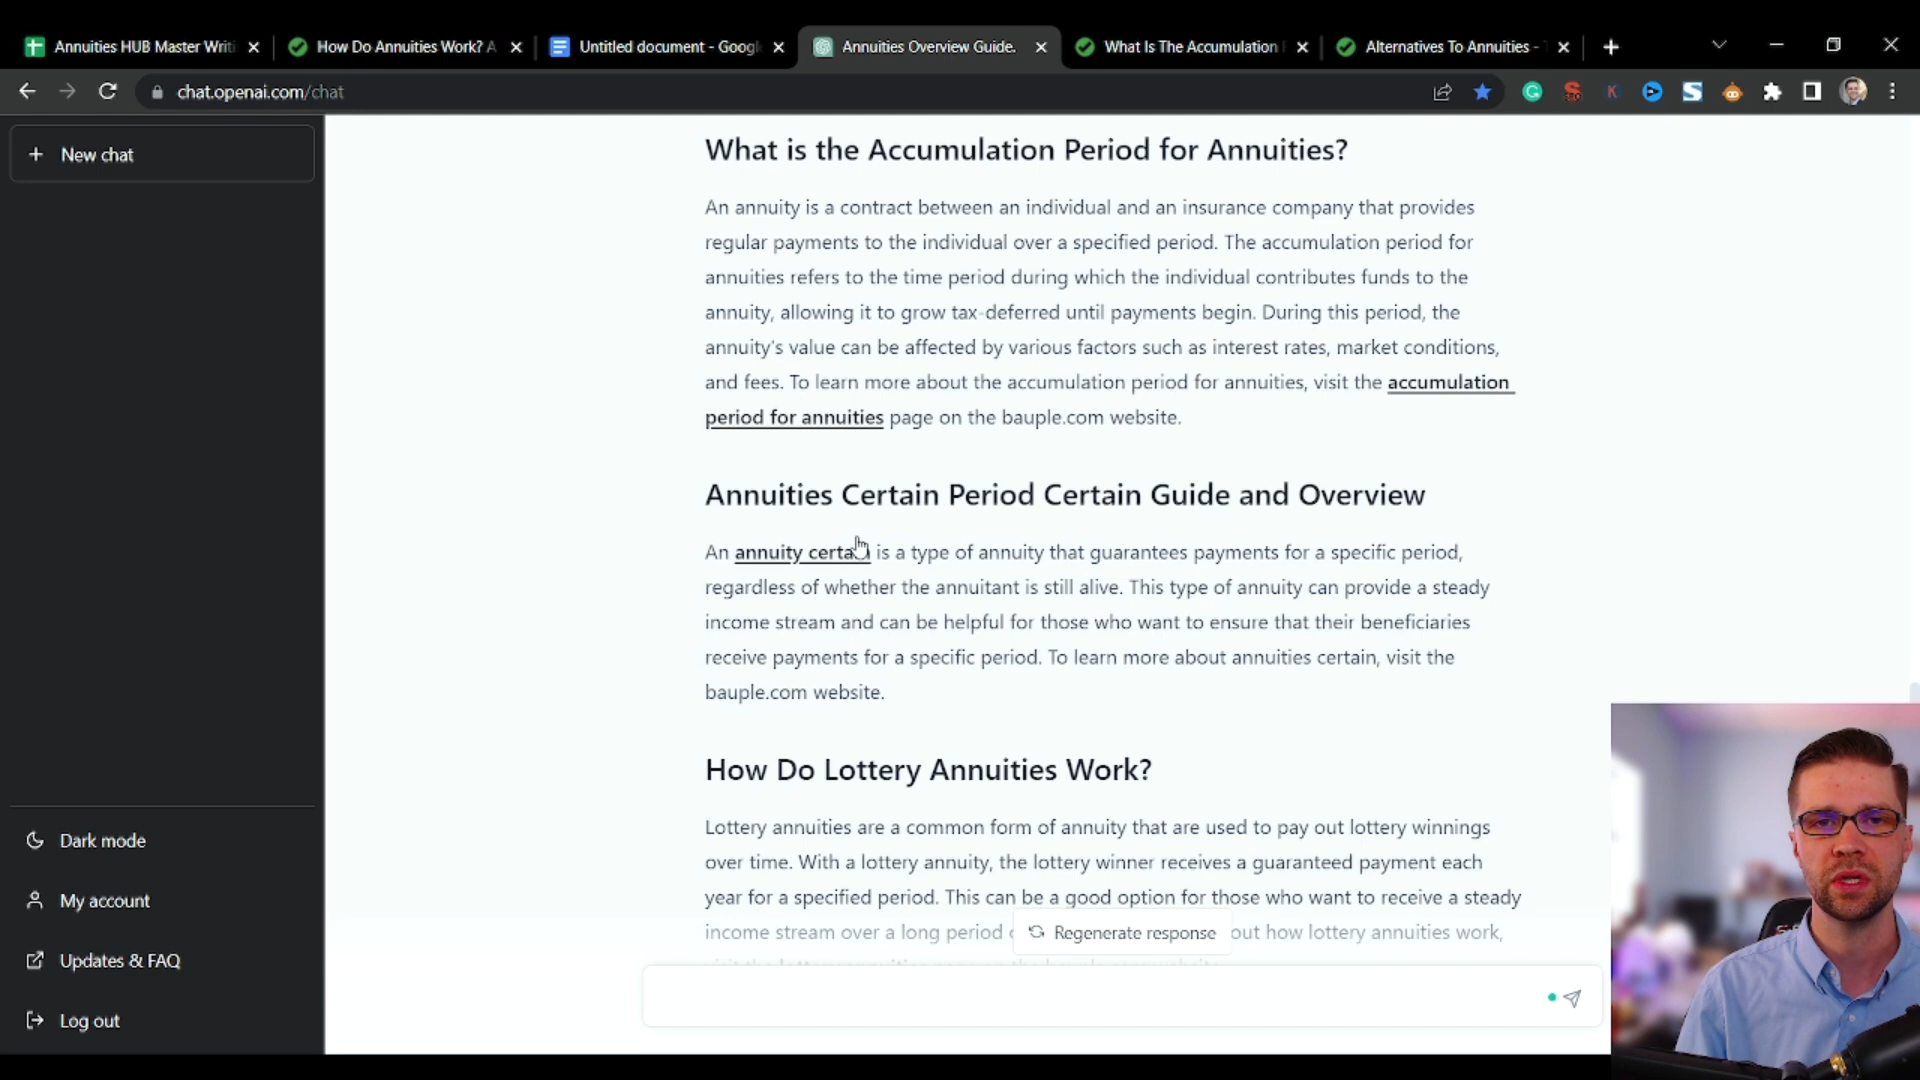 Annuities HUB Master Writi
How Do Annuities Work? A
Untitled document - Googl
Annuities Overview Guide.
What Is The Accumulation
Alternatives To Annuities - T
chat.openai.com/chat
New chat
What is the Accumulation Period for Annuities?
An annuity is a contract between an individual and an insurance company that provides
regular payments to the individual over a specified period. The accumulation period for
annuities refers to the time period during which the individual contributes funds to the
annuity, allowing it to grow tax-deferred until payments begin. During this period, the
annuity's value can be affected by various factors such as interest rates, market conditions,
and fees. To learn more about the accumulation period for annuities, visit the accumulation
period for annuities page on the bauple.com website.
Annuities Certain Period Certain Guide and Overview
An annuity certain is a type of annuity that guarantees payments for a specific period,
regardless of whether the annuitant is still alive. This type of annuity can provide a steady
income stream and can be helpful for those who want to ensure that their beneficiaries
receive payments for a specific period. To learn more about annuities certain, visit the
bauple.com website.
How Do Lottery Annuities Work?
Lottery annuities are a common form of annuity that are used to pay out lottery winnings
over time. With a lottery annuity, the lottery winner receives a guaranteed payment each
year for a specified period. This can be a good option for those who want to receive a steady
income stream over a long period
Regenerate response
out how lottery annuities work,
Dark mode
My account
Updates & FAQ
Log out